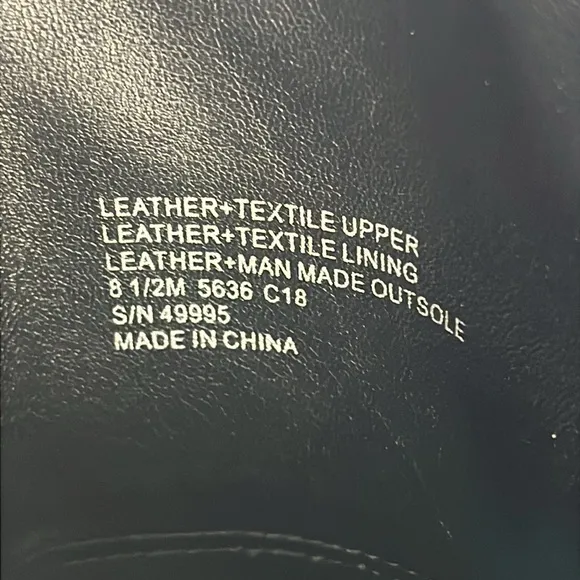 LEATHER+TEXTILE UPPER
LEATHER+TEXTILE LINING
LEATHER+MAN MADE OUTSOLE
8 1/2M 5636 C18
S/N 49995
MADE IN CHINA